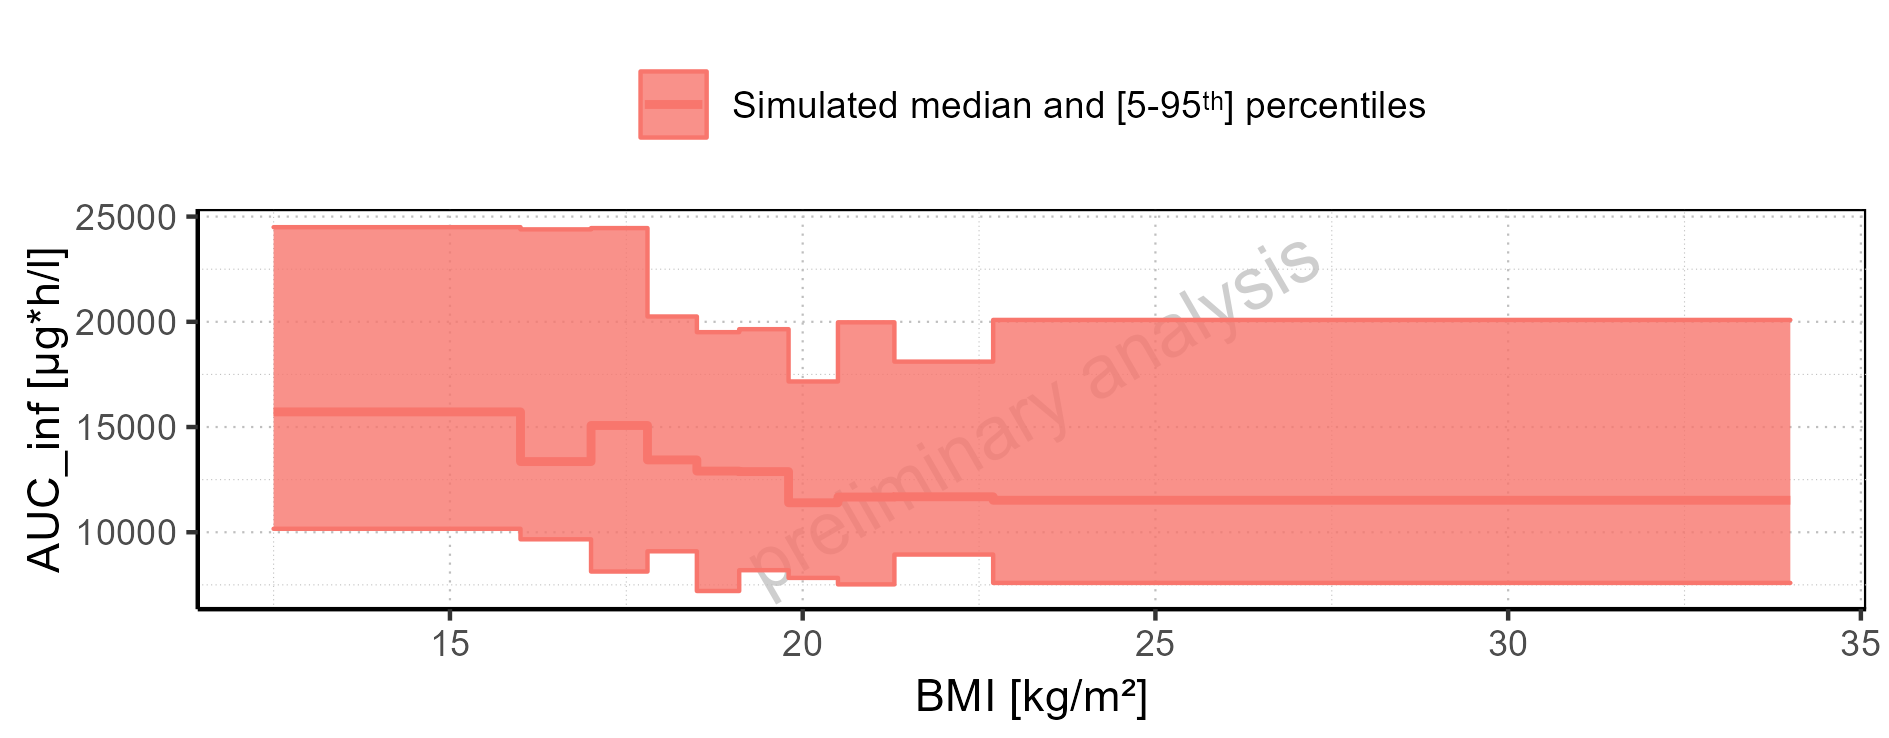 Simulated median and [5-95ᵗʰ] percentiles
25000
20000
15000
10000
AUC_inf [µg*h/l]
preliminary analysis
15 20 25 30 35
BMI [kg/m²]